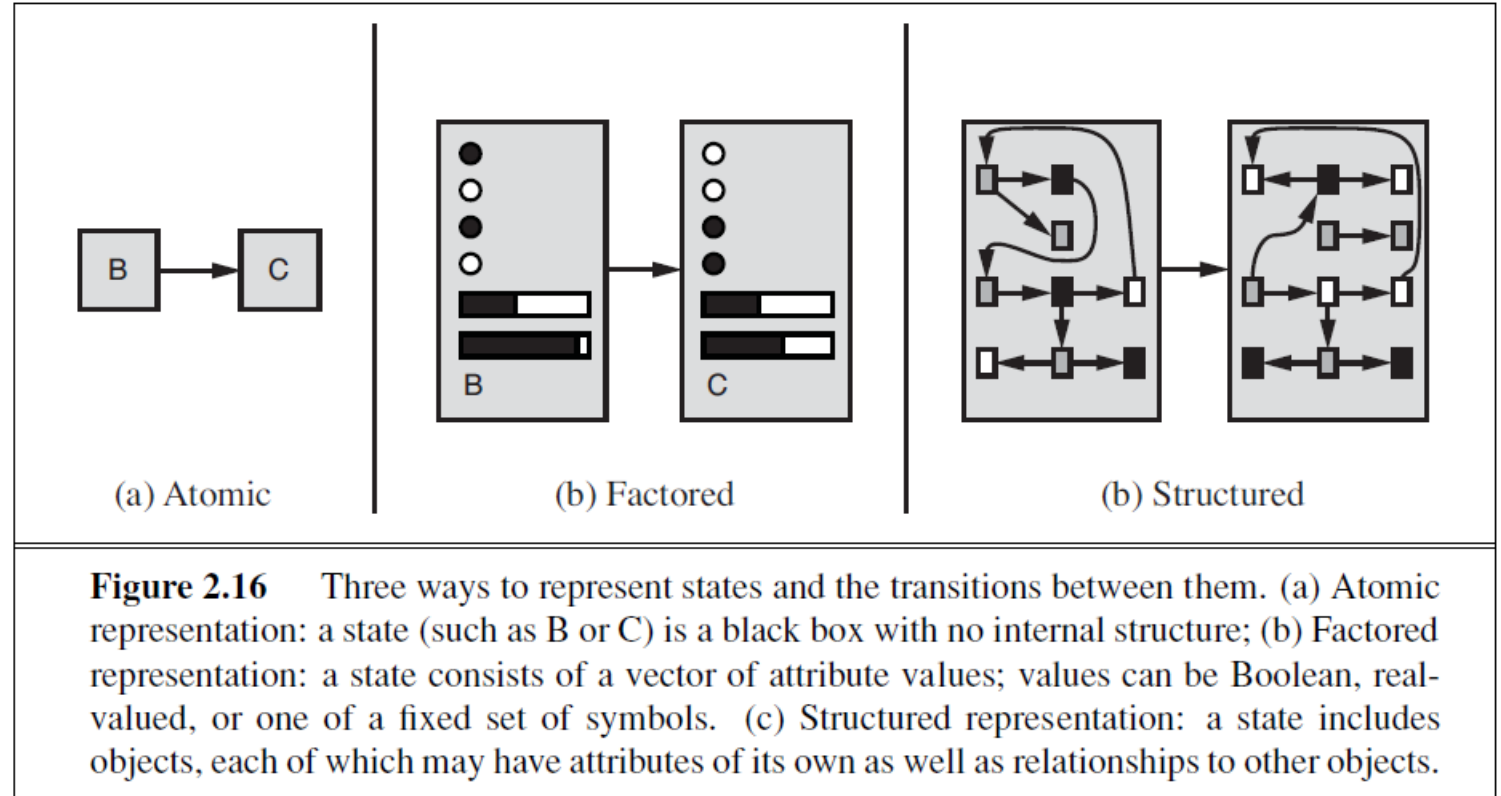 B
C
B
C
(a) Atomic
(b) Factored
(b) Structured
Figure 2.16 Three ways to represent states and the transitions between them. (a) Atomic
representation: a state (such as B or C) is a black box with no internal structure; (b) Factored
representation: a state consists of a vector of attribute values; values can be Boolean, real-
valued, or one of a fixed set of symbols. (c) Structured representation: a state includes
objects, each of which may have attributes of its own as well as relationships to other objects.